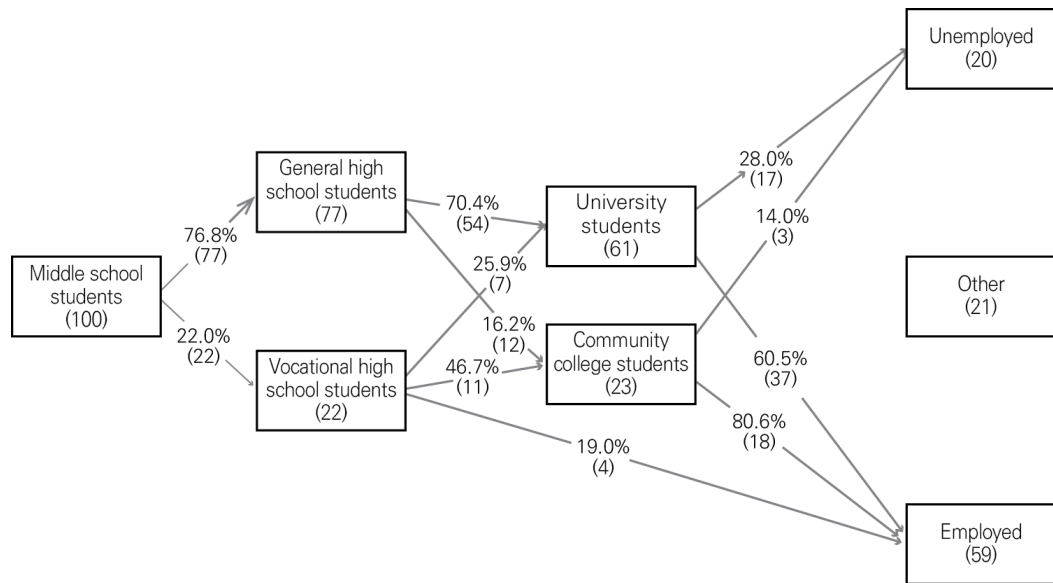 Middle school
students
(100)
76.8%
(77)
22.0%
(22)
General high
school students
(77)
Vocational high
school students
(22)
70.4%
(54)
25.9%
(7)
16.2%
(12)
46.7%
(11)
19.0%
(4)
University
students
(61)
Community
college students
(23)
28.0%
(17)
14.0%
(3)
60.5%
(37)
80.6%
(18)
Unemployed
(20)
Other
(21)
Employed
(59)